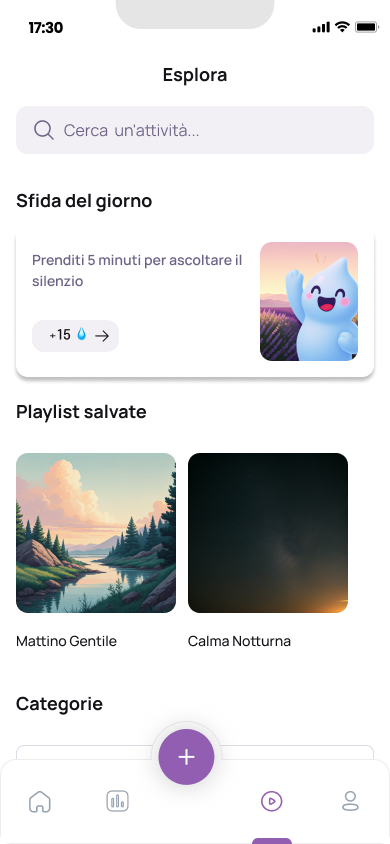 17:30
Esplora
Cerca un'attività...
Sfida del giorno
Prenditi 5 minuti per ascoltare il
silenzio
+15
Playlist salvate
Mattino Gentile
Calma Notturna
Categorie